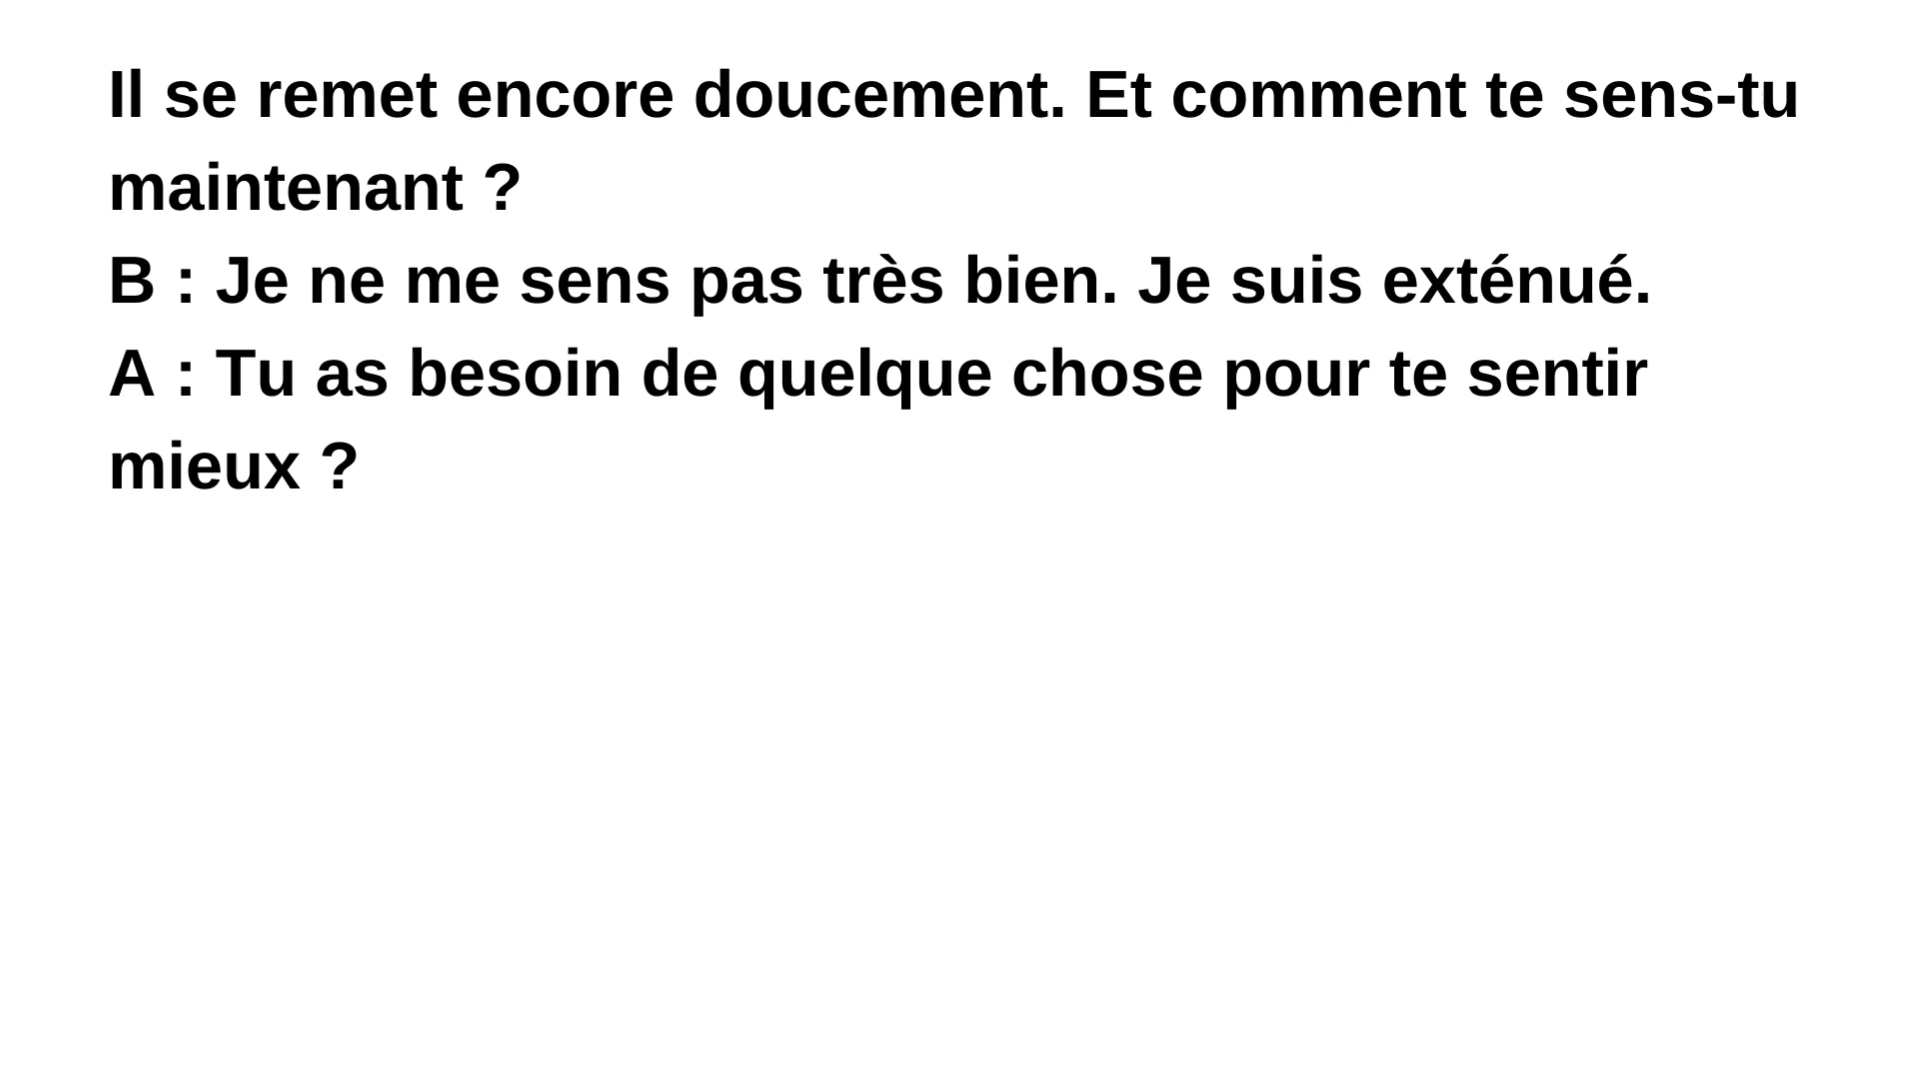 Il se remet encore doucement. Et comment te sens-tu
maintenant ?
B : Je ne me sens pas très bien. Je suis exténué.
A : Tu as besoin de quelque chose pour te sentir
mieux ?